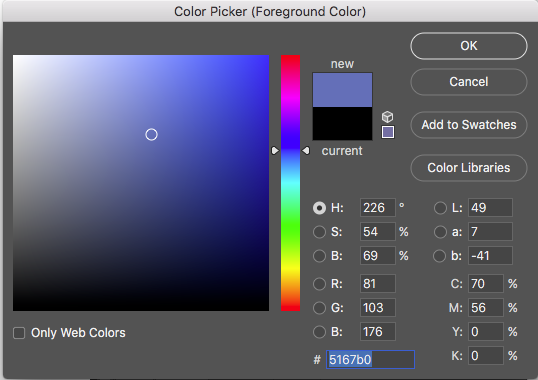 Color Picker (Foreground Color)
new
current
OK
Cancel
Add to Swatches
Color Libraries
H: 226 °
S: 54 %
B: 69 %
R: 81
G: 103
B: 176
# 5167b0
L: 49
a: 7
b: -41
C: 70 %
M: 56 %
Y: 0 %
K: 0 %
Only Web Colors